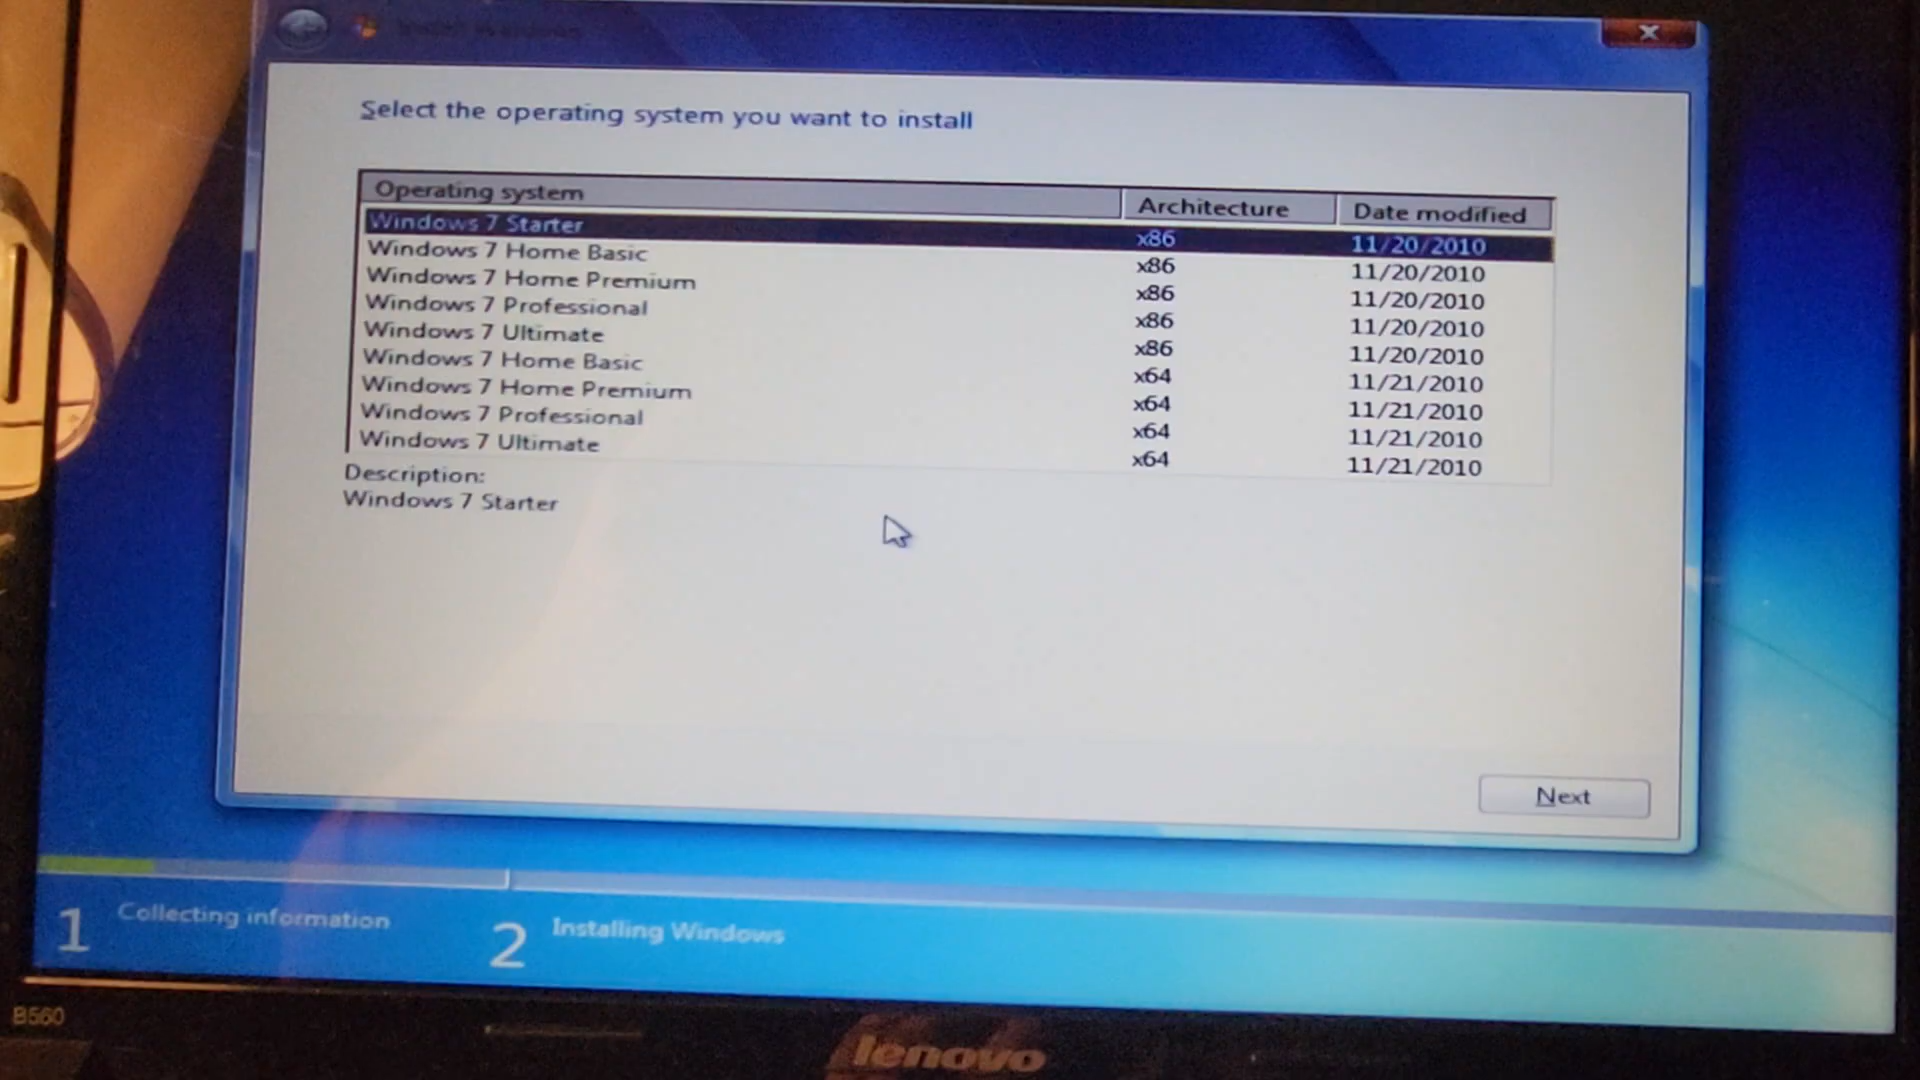 Install Windows
Select the operating system you want to install
Operating system Architecture Date modified
Windows 7 Starter x86 11/20/2010
Windows 7 Home Basic x86 11/20/2010
Windows 7 Home Premium x86 11/20/2010
Windows 7 Professional x86 11/20/2010
Windows 7 Ultimate x86 11/20/2010
Windows 7 Home Basic x64 11/21/2010
Windows 7 Home Premium x64 11/21/2010
Windows 7 Professional x64 11/21/2010
Windows 7 Ultimate x64 11/21/2010
Description:
Windows 7 Starter
Next
1 Collecting information 2 Installing Windows
B560
lenovo